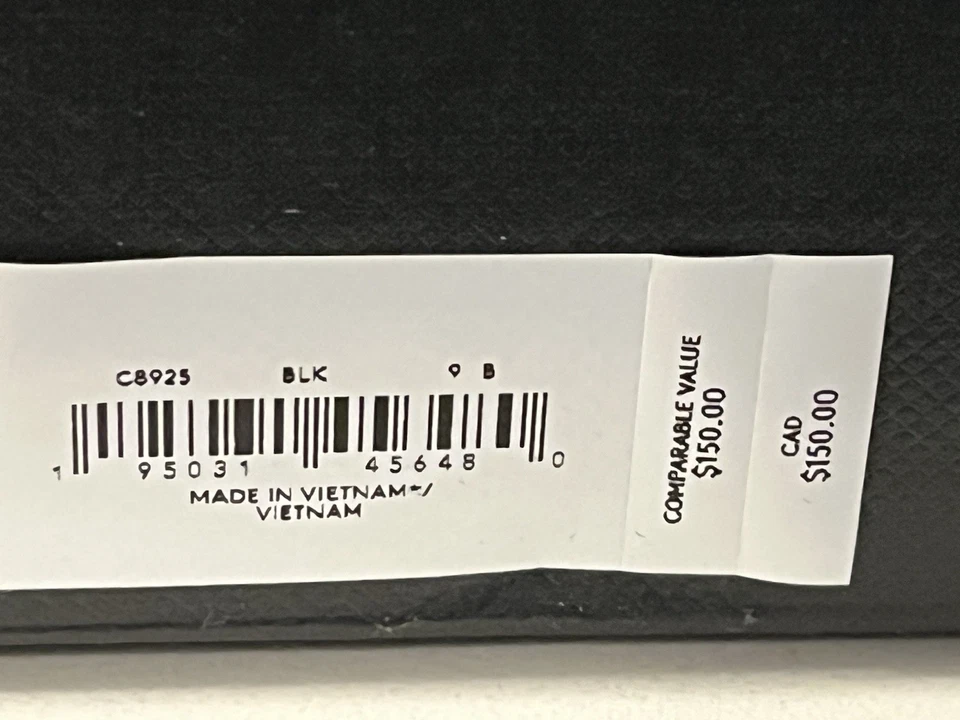 C8925 BLK 9 B
1 95031 45648 0
MADE IN VIETNAM*/
VIETNAM
COMPARABLE VALUE
$150.00
CAD
$150.00